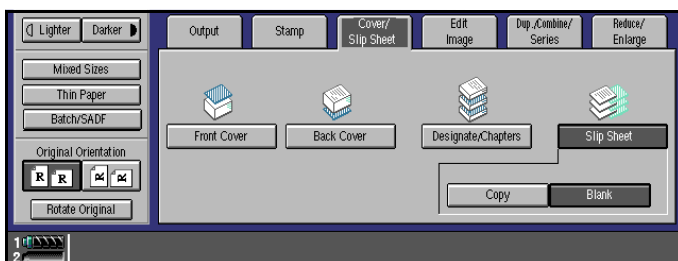 Lighter
Darker
Mixed Sizes
Thin Paper
Batch/SADF
Original Orientation
R R
R R
Rotate Original
Output
Stamp
Cover/
Slip Sheet
Edit
Image
Dup./Combine/
Series
Reduce/
Enlarge
Front Cover
Back Cover
Designate/Chapters
Slip Sheet
Copy
Blank
1
2